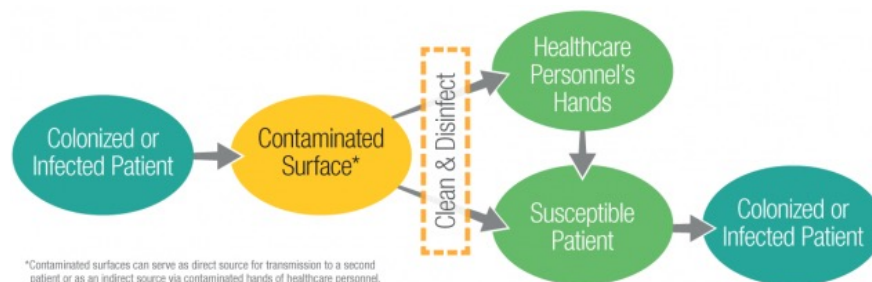 Colonized or
Infected Patient
Contaminated
Surface*
Clean & Disinfect
Healthcare
Personnel's
Hands
Susceptible
Patient
Colonized or
Infected Patient
*Contaminated surfaces can serve as direct source for transmission to a second
patient or as an indirect source via contaminated hands of healthcare personnel.